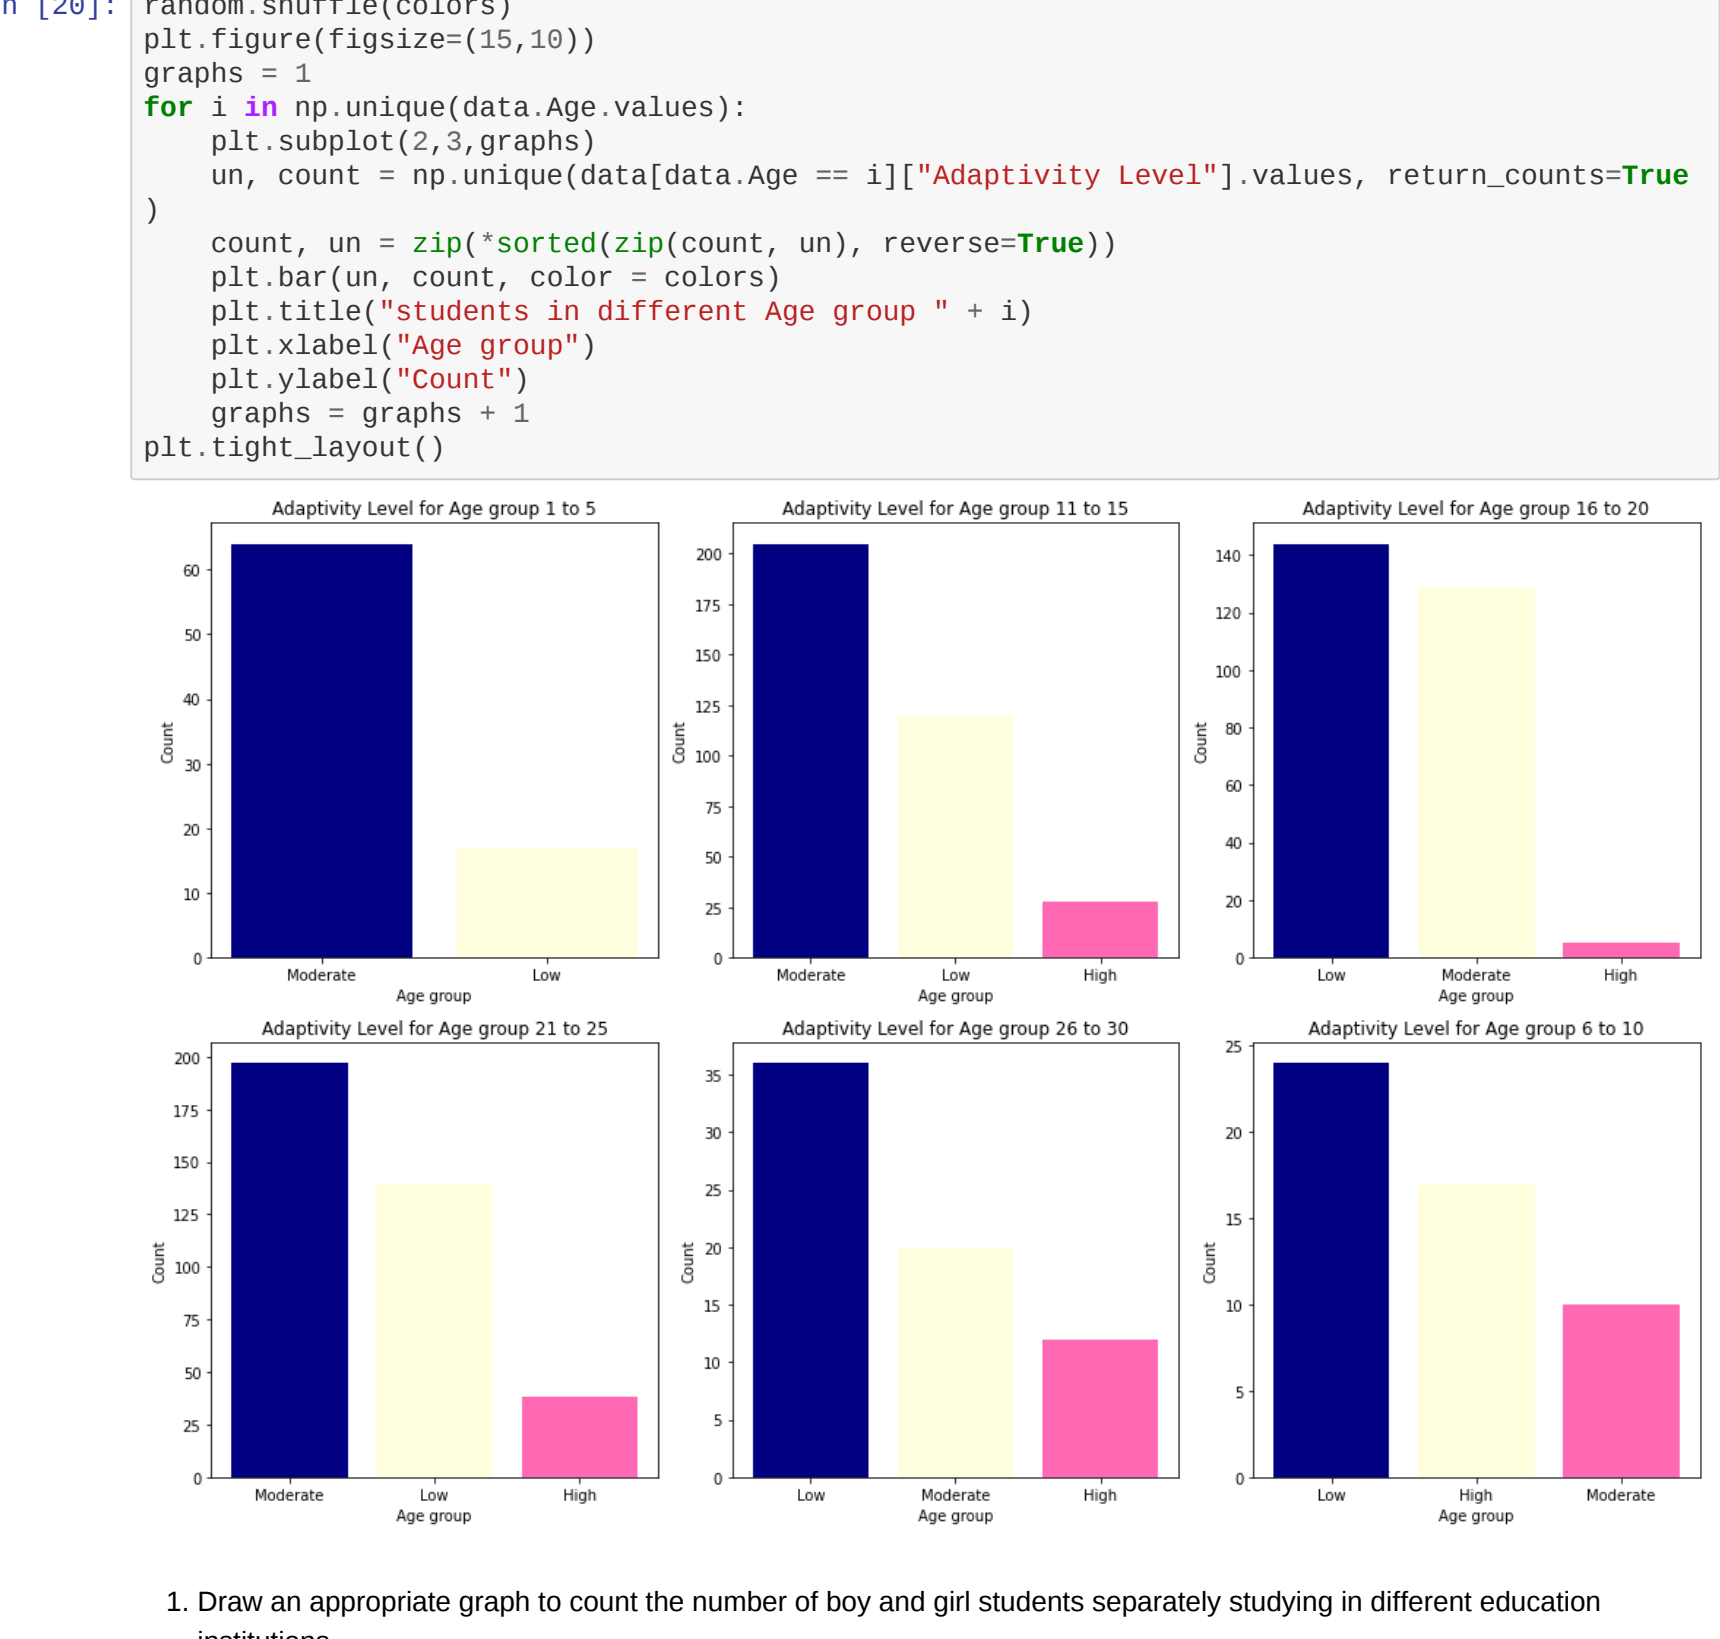 n [20]: random.shuffle(colors)
plt.figure(figsize=(15,10))
graphs = 1
for i in np.unique(data.Age.values):
    plt.subplot(2,3,graphs)
    un, count = np.unique(data[data.Age == i]["Adaptivity Level"].values, return_counts=True
)
    count, un = zip(*sorted(zip(count, un), reverse=True))
    plt.bar(un, count, color = colors)
    plt.title("students in different Age group " + i)
    plt.xlabel("Age group")
    plt.ylabel("Count")
    graphs = graphs + 1
plt.tight_layout()
Adaptivity Level for Age group 1 to 5
60
50
40
30
20
10
0
Count
Moderate Low
Age group
Adaptivity Level for Age group 11 to 15
200
175
150
125
100
75
50
25
0
Count
Moderate Low High
Age group
Adaptivity Level for Age group 16 to 20
140
120
100
80
60
40
20
0
Count
Low Moderate High
Age group
Adaptivity Level for Age group 21 to 25
200
175
150
125
100
75
50
25
0
Count
Moderate Low High
Age group
Adaptivity Level for Age group 26 to 30
35
30
25
20
15
10
5
0
Count
Low Moderate High
Age group
Adaptivity Level for Age group 6 to 10
25
20
15
10
5
0
Count
Low High Moderate
Age group
1. Draw an appropriate graph to count the number of boy and girl students separately studying in different education
institutions